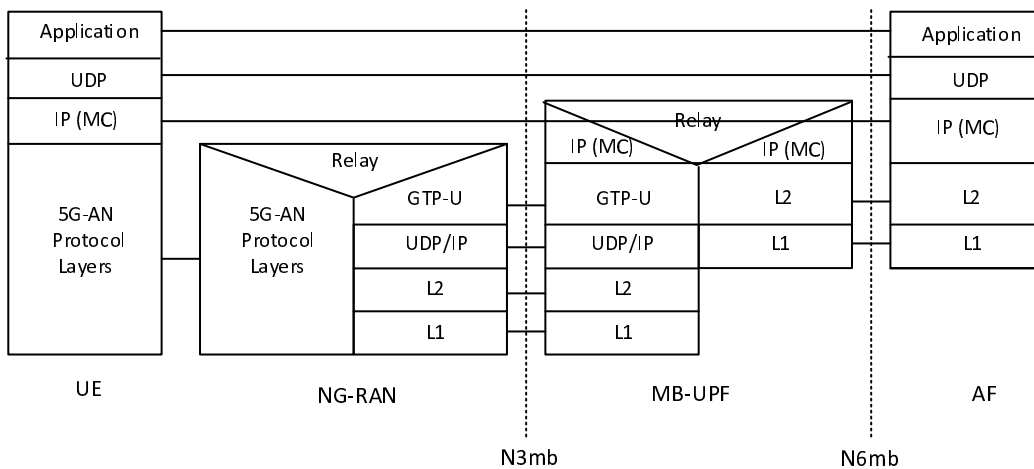 Application
UDP
IP (MC)
5G-AN
Protocol
Layers
UE
Relay
5G-AN
Protocol
Layers
GTP-U
UDP/IP
L2
L1
NG-RAN
N3mb
Relay
IP (MC)
IP (MC)
GTP-U
UDP/IP
L2
L1
L2
L1
MB-UPF
N6mb
Application
UDP
IP (MC)
L2
L1
AF